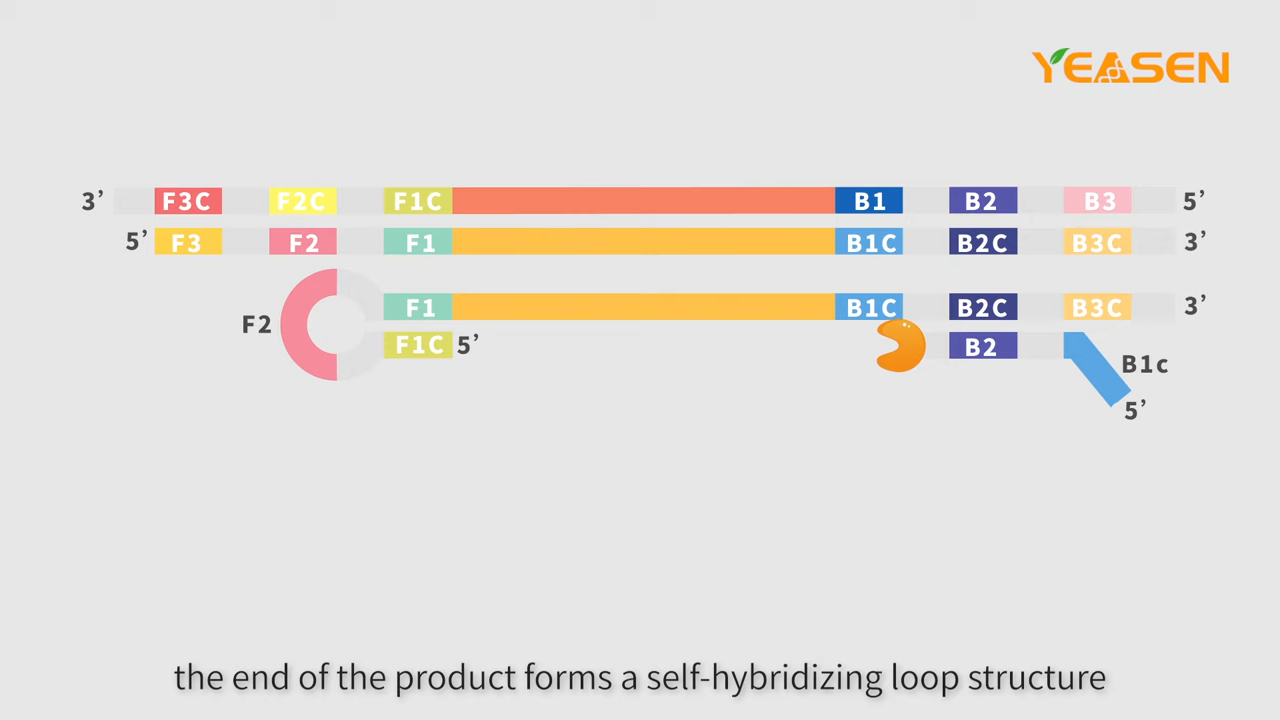 YEASEN
3’ F3C F2C F1C B1 B2 B3 5’
5’ F3 F2 F1 B1C B2C B3C 3’
F1 B1C B2C B3C 3’
F2
F1C 5’ B2
B1c
5’
the end of the product forms a self-hybridizing loop structure